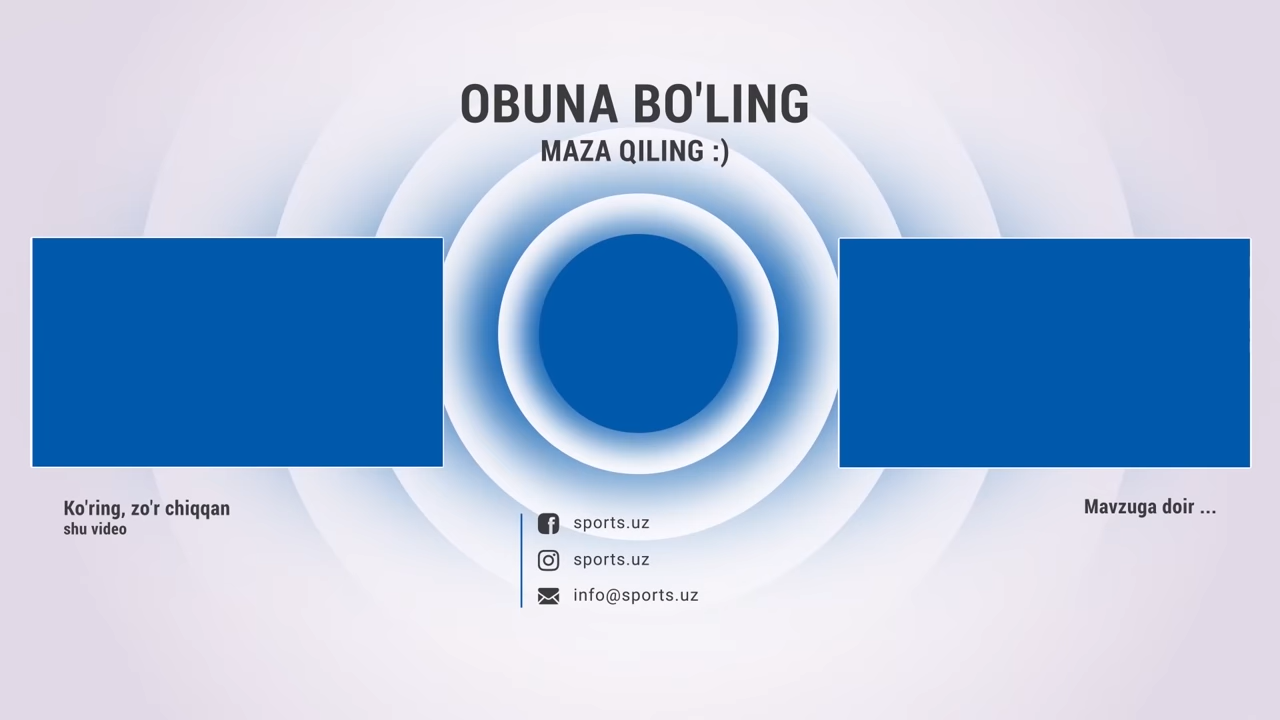 OBUNA BO'LING
MAZA QILING :)
Ko'ring, zo'r chiqqan
shu video
Mavzuga doir ...
sports.uz
sports.uz
info@sports.uz